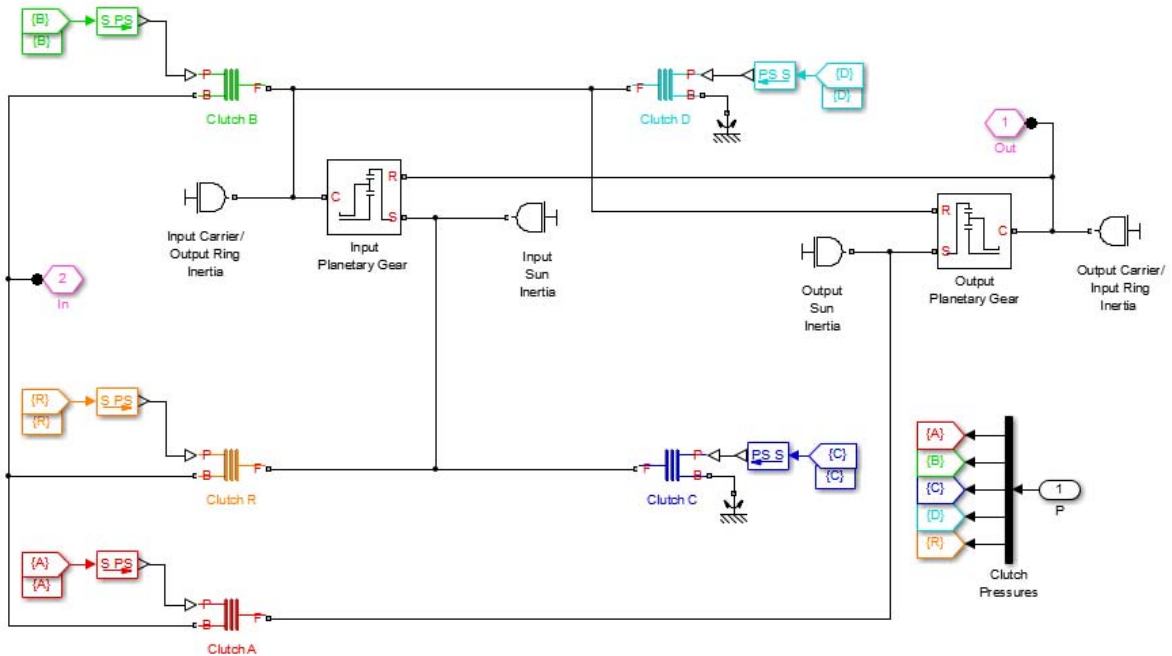 {B}
{B}
S PS
P
B
F
Clutch B
F
P
B
Clutch D
PS S
{D}
{D}
1
Out
Input Carrier/
Output Ring
Inertia
C
R
S
Input
Planetary Gear
Input
Sun
Inertia
Output
Sun
Inertia
R
S
C
Output
Planetary Gear
Output Carrier/
Input Ring
Inertia
2
In
{R}
{R}
S PS
P
B
F
Clutch R
F
P
B
Clutch C
PS S
{C}
{C}
{A}
{B}
{C}
{D}
{R}
1
P
Clutch
Pressures
{A}
{A}
S PS
P
B
F
Clutch A